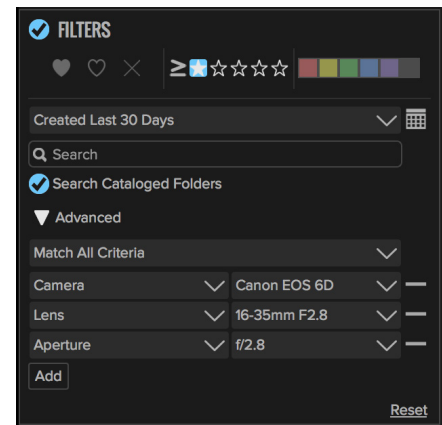 FILTERS
≥
Created Last 30 Days
Search
Search Cataloged Folders
Advanced
Match All Criteria
Camera Canon EOS 6D
Lens 16-35mm F2.8
Aperture f/2.8
Add
Reset